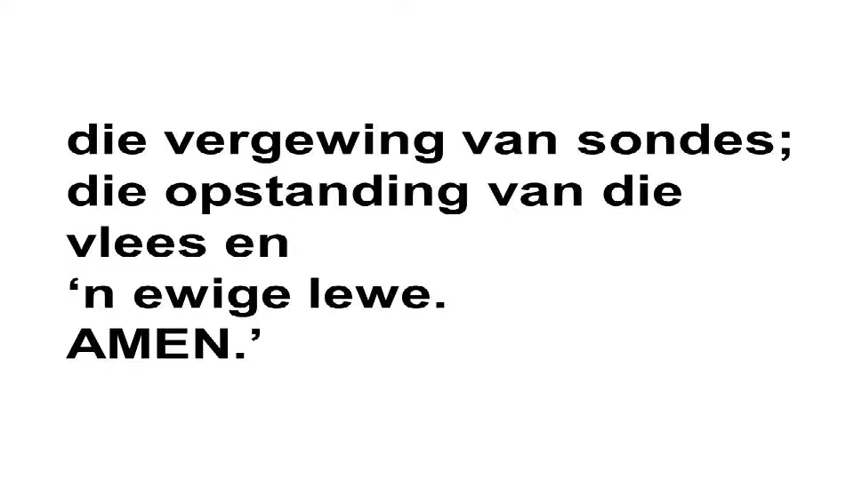 die vergewing van sondes;
die opstanding van die
vlees en
‘n ewige lewe.
AMEN.’